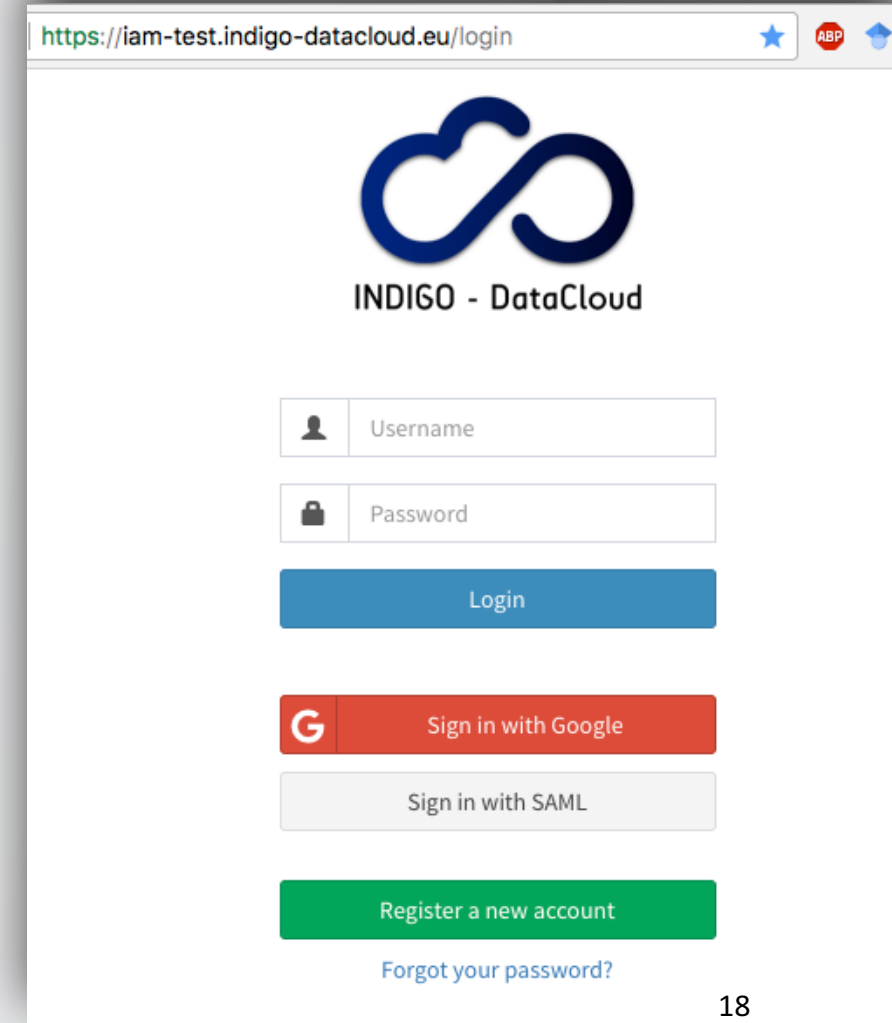 https://iam-test.indigo-datacloud.eu/login
ABP
INDIGO - DataCloud
Username
Password
Login
G Sign in with Google
Sign in with SAML
Register a new account
Forgot your password?
18